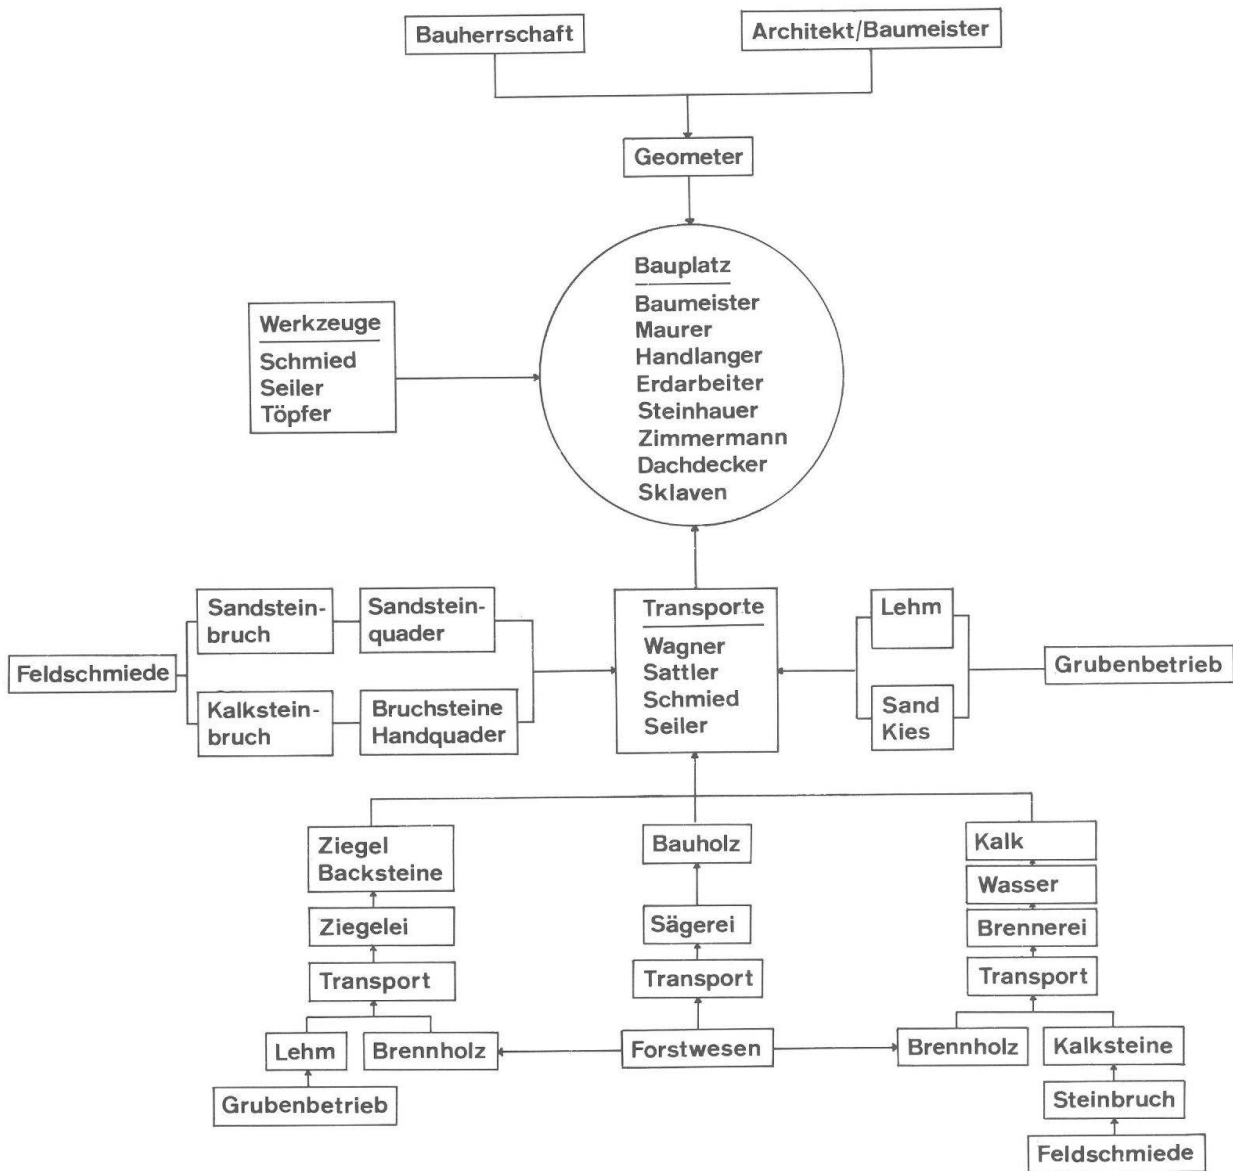 Bauherrschaft
Architekt/Baumeister
Geometer
Bauplatz
Baumeister
Maurer
Handlanger
Erdarbeiter
Steinhauer
Zimmermann
Dachdecker
Sklaven
Werkzeuge
Schmied
Seiler
Töpfer
Feldschmiede
Sandstein-
bruch
Sandstein-
quader
Kalkstein-
bruch
Bruchsteine
Handquader
Transporte
Wagner
Sattler
Schmied
Seiler
Lehm
Sand
Kies
Grubenbetrieb
Ziegel
Backsteine
Ziegelei
Transport
Lehm
Brennholz
Grubenbetrieb
Bauholz
Sägerei
Transport
Forstwesen
Kalk
Wasser
Brennerei
Transport
Brennholz
Kalksteine
Steinbruch
Feldschmiede